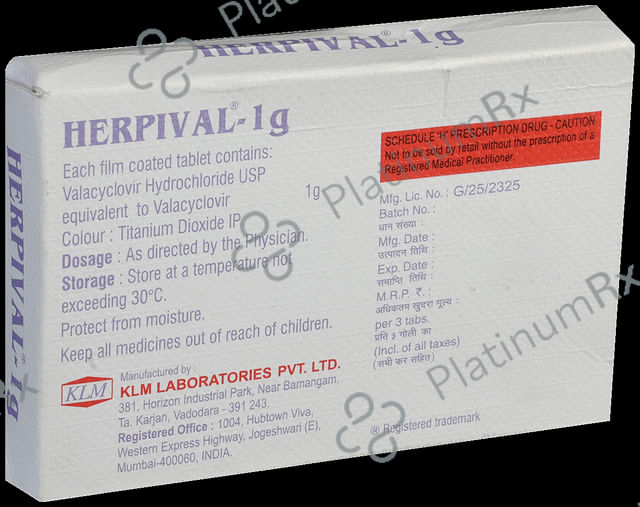 HERPIVAL®-1g
HERPIVAL®-1g
HERPIVAL-1g
Each film coated tablet contains:
Valacyclovir Hydrochloride USP
equivalent to Valacyclovir 1g
Colour : Titanium Dioxide IP
Dosage : As directed by the Physician.
Storage : Store at a temperature not
exceeding 30°C.
Protect from moisture.
Keep all medicines out of reach of children.
Manufactured by :
KLM
KLM LABORATORIES PVT. LTD.
381, Horizon Industrial Park, Near Bamangam,
Ta. Karjan, Vadodara - 391 243.
Registered Office : 1004, Hubtown Viva,
Western Express Highway, Jogeshwari (E),
Mumbai-400060, INDIA.
SCHEDULE "H" PRESCRIPTION DRUG - CAUTION
Not to be sold by retail without the prescription of a
Registered Medical Practitioner.
Mfg. Lic. No. : G/25/2325
Batch No. :
धान संख्या :
Mfg. Date :
उत्पादन तिथि :
Exp. Date :
समाप्ति तिथि :
M.R.P. ₹. :
अधिकतम खुदरा मूल्य :
per 3 tabs.
प्रति ३ गोली का
(Incl. of all taxes)
(सभी कर सहित)
® Registered trademark
PlatinumRx
PlatinumRx
PlatinumRx
PlatinumRx
Rx